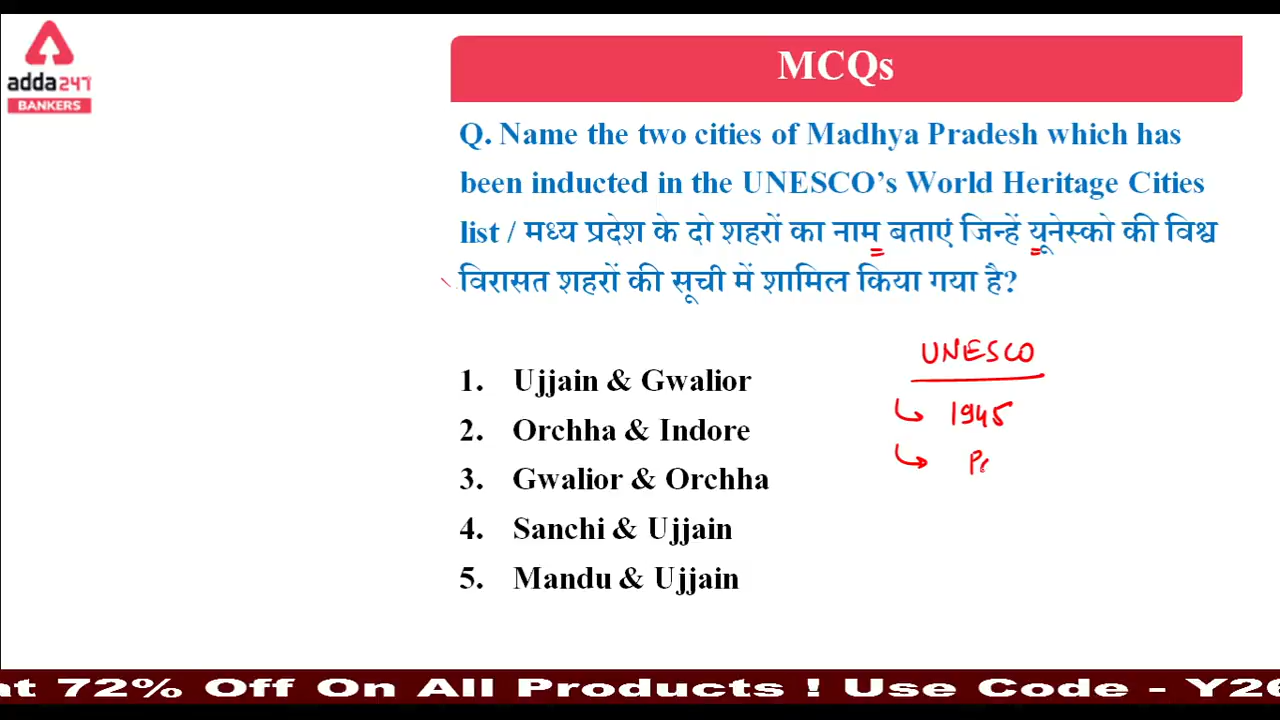 adda247
BANKERS
MCQs
Q. Name the two cities of Madhya Pradesh which has
been inducted in the UNESCO’s World Heritage Cities
list / मध्य प्रदेश के दो शहरों का नाम बताएं जिन्हें यूनेस्को की विश्व
विरासत शहरों की सूची में शामिल किया गया है?
1. Ujjain & Gwalior
2. Orchha & Indore
3. Gwalior & Orchha
4. Sanchi & Ujjain
5. Mandu & Ujjain
UNESCO
1945
at 72% Off On All Products ! Use Code - Y26